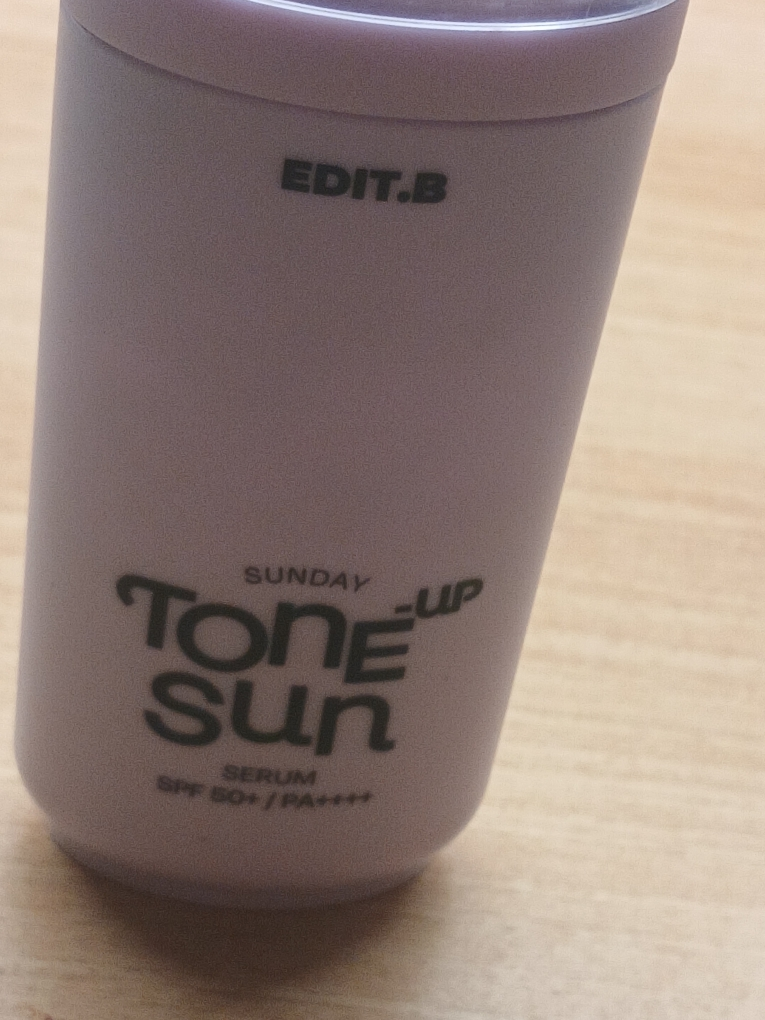 EDIT.B
SUNDAY
TONE-UP
SUN
SERUM
SPF 50+ / PA++++